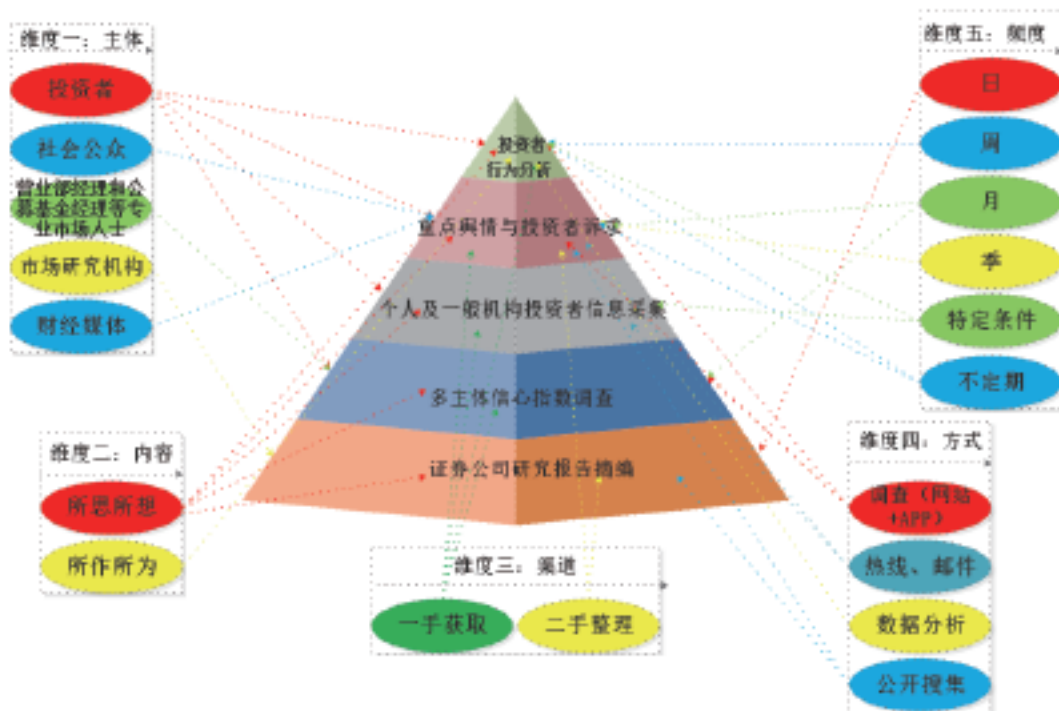 维度一：主体
投资者
社会公众
营业部经理和公
募基金经理等专
业市场人士
市场研究机构
财经媒体
维度二：内容
所思所想
所作所为
投资者
行为分析
重点舆情与投资者诉求
个人及一般机构投资者信息采集
多主体信心指数调查
证券公司研究报告摘编
维度三：渠道
一手获取
二手整理
维度五：频度
日
周
月
季
特定条件
不定期
维度四：方式
调查（网站
+APP）
热线、邮件
数据分析
公开搜集